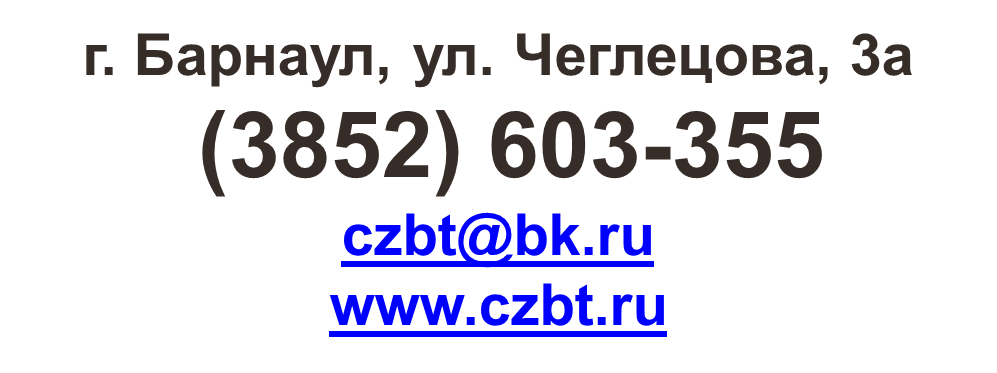 г. Барнаул, ул. Чеглецова, 3а
(3852) 603-355
czbt@bk.ru
www.czbt.ru